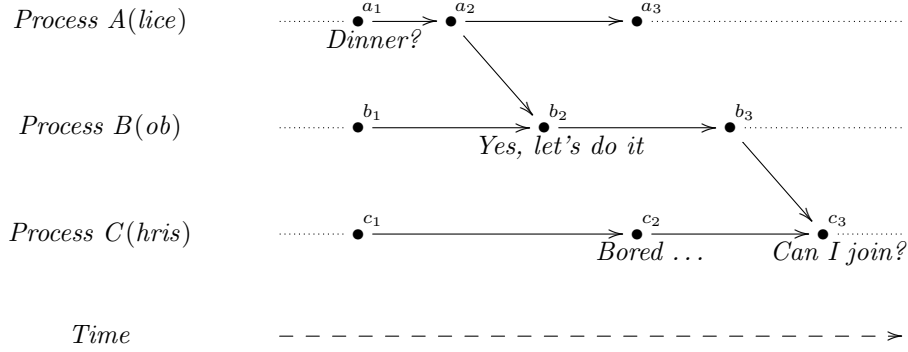 Process A(lice) a₁ a₂ a₃
Dinner?
Process B(ob) b₁ b₂ b₃
Yes, let's do it
Process C(hris) c₁ c₂ c₃
Bored ... Can I join?
Time